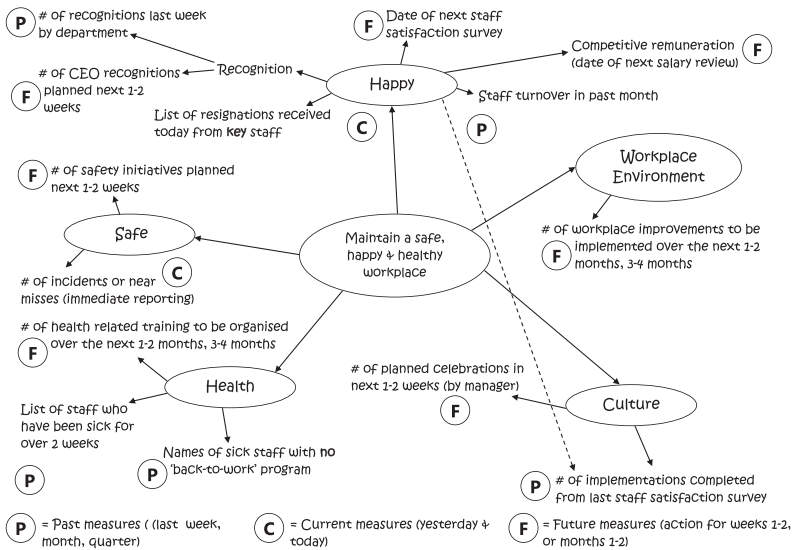 P
# of recognitions last week
by department
F
Date of next staff
satisfaction survey
Competitive remuneration
(date of next salary review)
F
F
# of CEO recognitions
planned next 1-2
weeks
Recognition
Happy
Staff turnover in past month
List of resignations received
today from key staff
C
P
F
# of safety initiatives planned
next 1-2 weeks
Workplace
Environment
Safe
C
# of incidents or near
misses (immediate reporting)
Maintain a safe,
happy & healthy
workplace
# of workplace improvements to be
implemented over the next 1-2
months, 3-4 months
F
# of health related training to be organised
over the next 1-2 months, 3-4 months
F
Health
List of staff who
have been sick for
over 2 weeks
P
Names of sick staff with no
'back-to-work' program
P
# of planned celebrations in
next 1-2 weeks (by manager)
F
Culture
P
# of implementations completed
from last staff satisfaction survey
P
= Past measures ( (last week,
month, quarter)
C
= Current measures (yesterday &
today)
F
= Future measures (action for weeks 1-2,
or months 1-2)